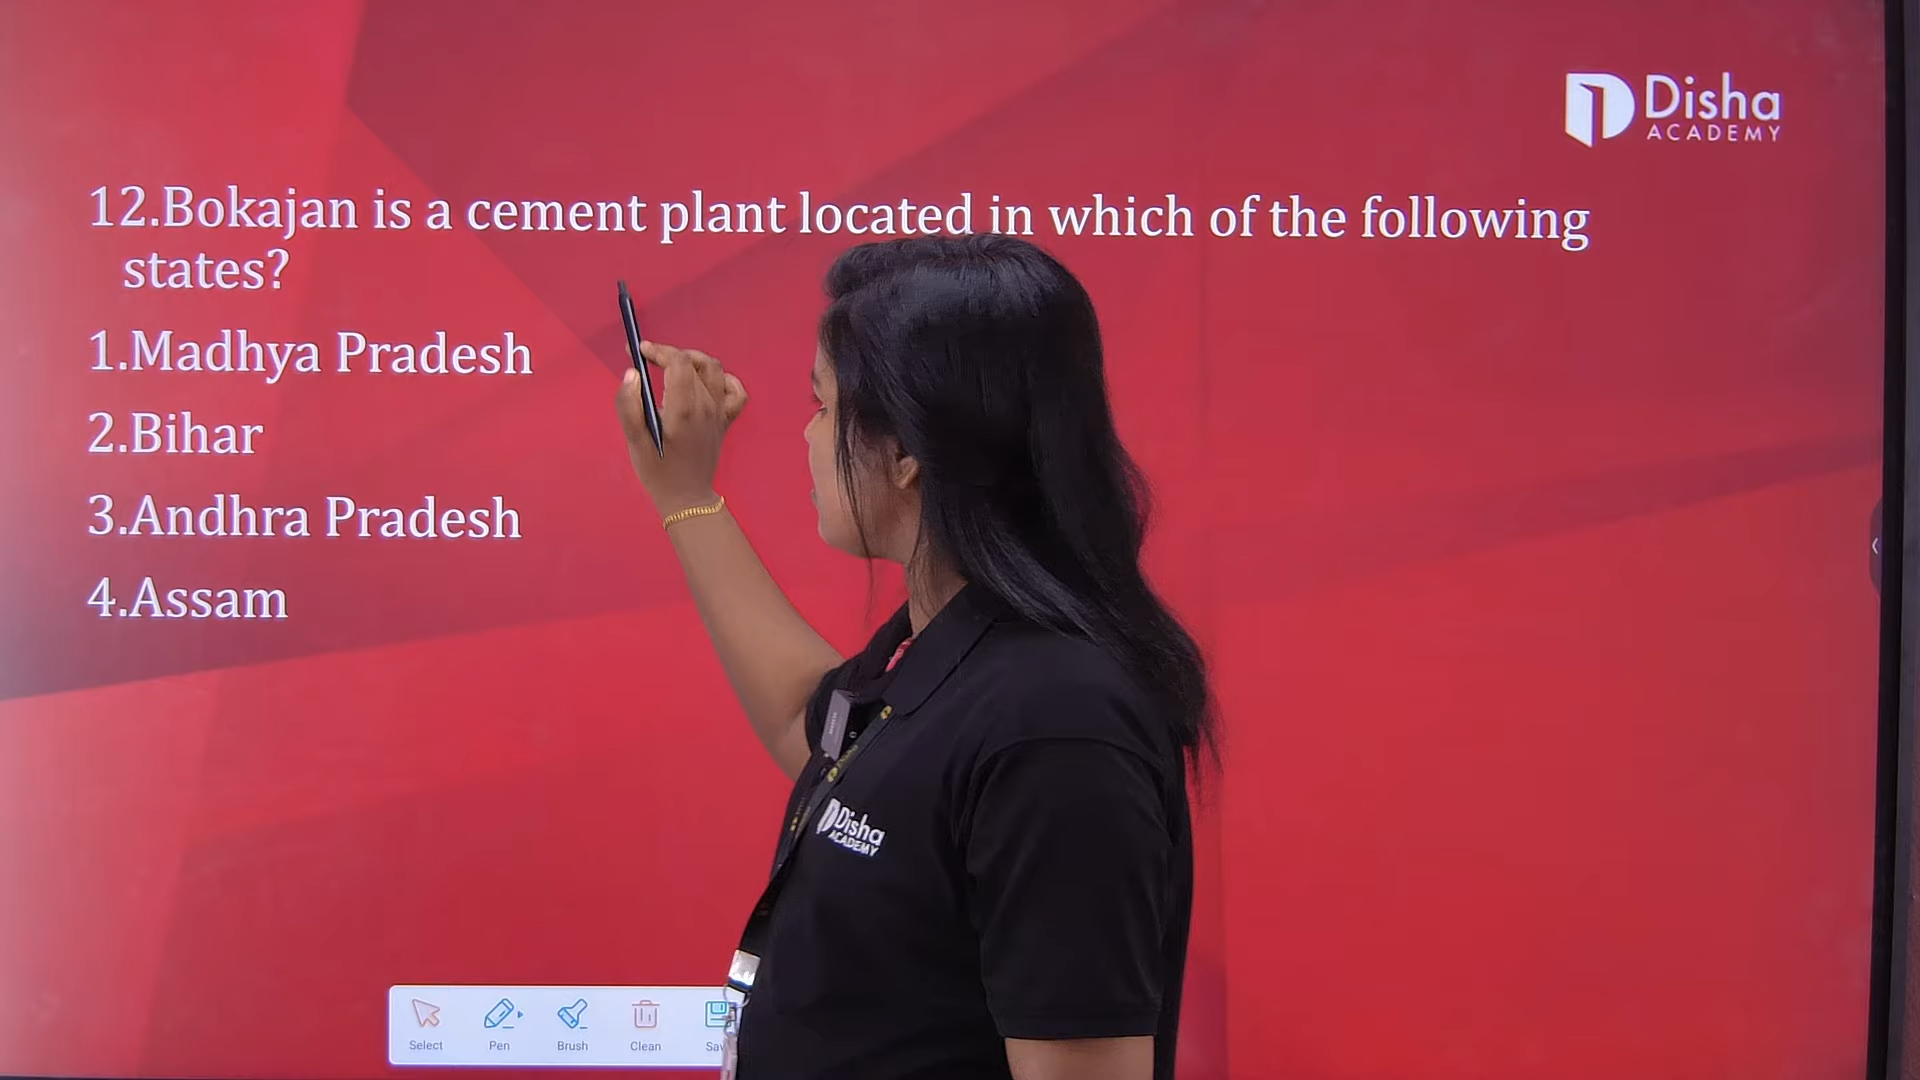 Disha
ACADEMY
12.Bokajan is a cement plant located in which of the following
states?
1.Madhya Pradesh
2.Bihar
3.Andhra Pradesh
4.Assam
Disha
ACADEMY
Select Pen Brush Clean